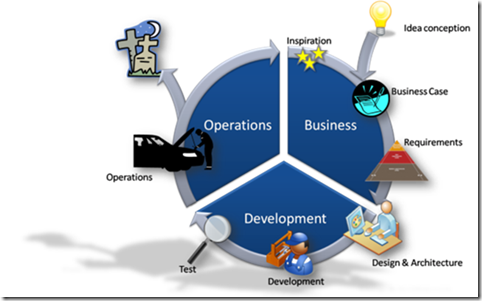 Idea conception
Inspiration
Business Case
Operations
Business
Requirements
Operations
Development
Design & Architecture
Test
Development